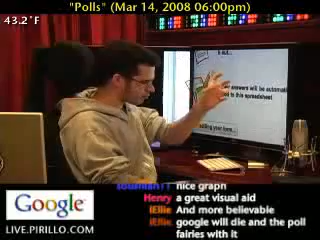 "Polls" (Mar 14, 2008 06:00pm)
43.2°F
answers will be automati
to this spreadsheet
nice graph
Henry a great visual aid
iEllie And more believable
iEllie google will die and the poll
fairies with it
Google
LIVE.PIRILLO.COM